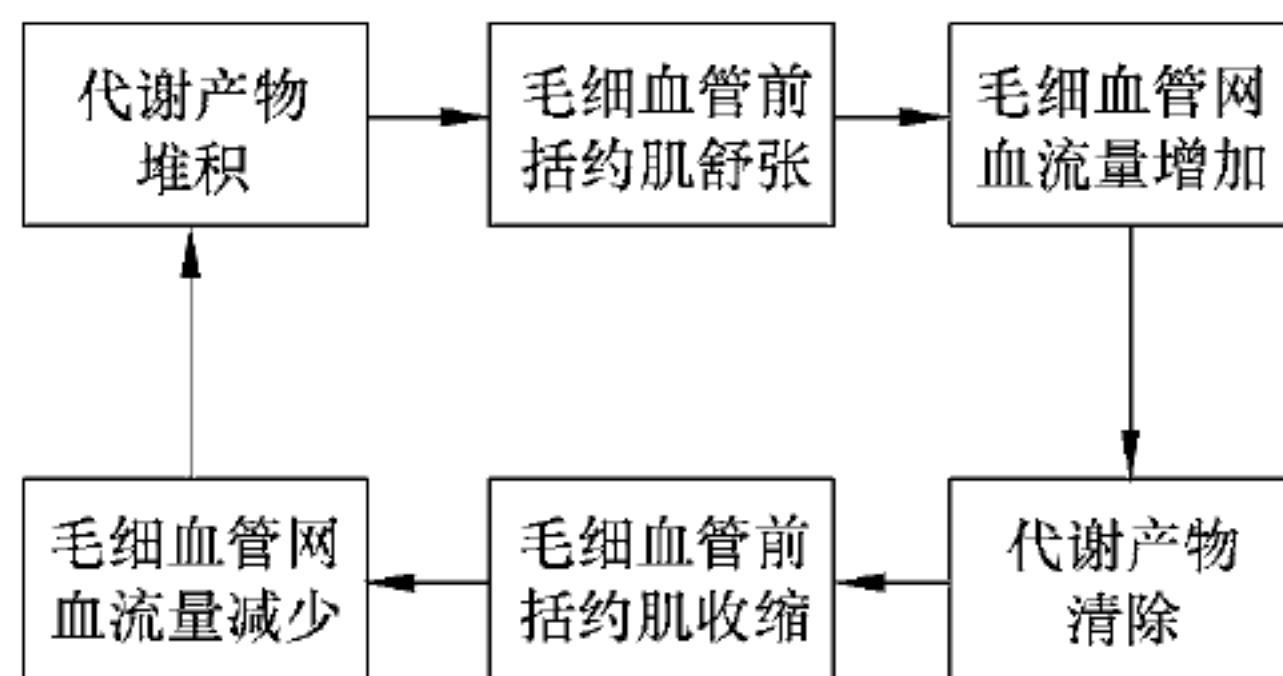 代谢产物
堆积
毛细血管前
括约肌舒张
毛细血管网
血流量增加
毛细血管网
血流量减少
毛细血管前
括约肌收缩
代谢产物
清除